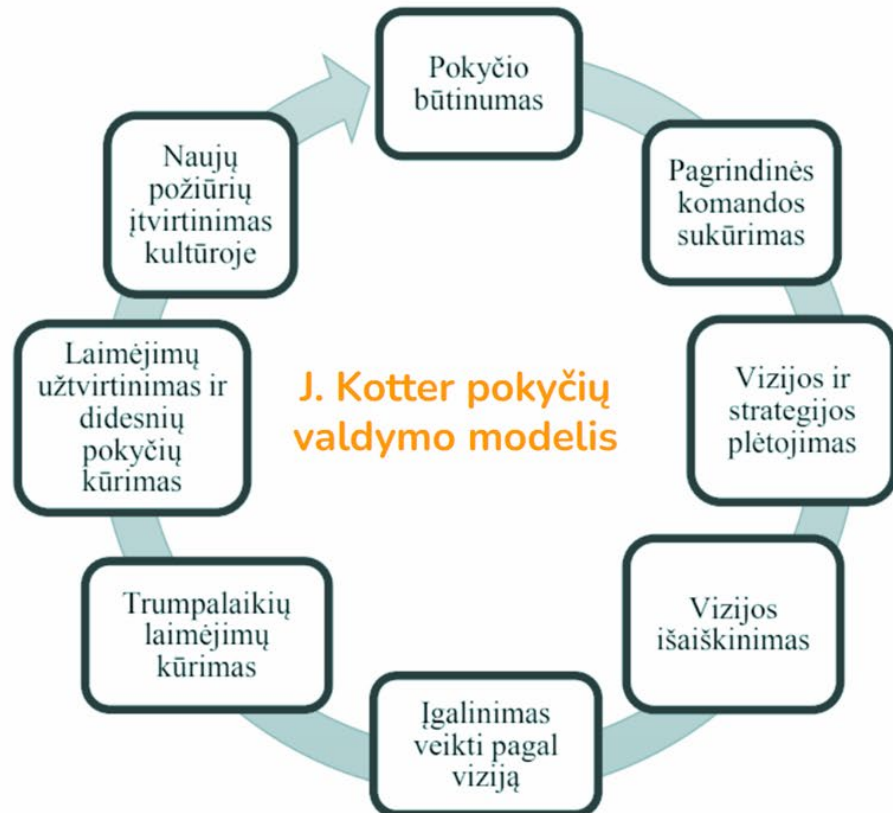 Pokyčio
būtinumas
Pagrindinės
komandos
sukūrimas
Vizijos ir
strategijos
plėtojimas
Vizijos
išaiškinimas
Įgalinimas
veikti pagal
viziją
Trumpalaikių
laimėjimų
kūrimas
Laimėjimų
užtvirtinimas ir
didesnių
pokyčių
kūrimas
Naujų
požiūrių
įtvirtinimas
kultūroje
J. Kotter pokyčių
valdymo modelis